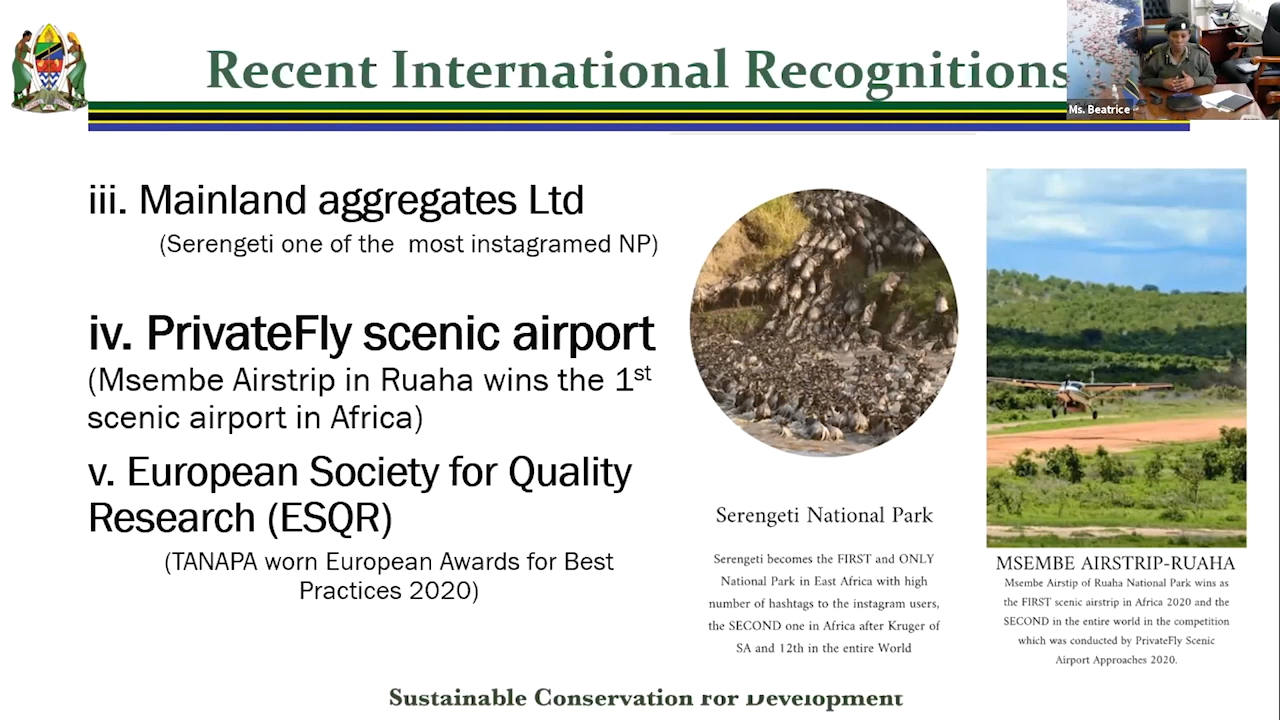 Recent International Recognitions
Ms. Beatrice
iii. Mainland aggregates Ltd
(Serengeti one of the most instagramed NP)
iv. PrivateFly scenic airport
(Msembe Airstrip in Ruaha wins the 1st
scenic airport in Africa)
v. European Society for Quality
Research (ESQR)
(TANAPA worn European Awards for Best
Practices 2020)
Serengeti National Park
Serengeti becomes the FIRST and ONLY
National Park in East Africa with high
number of hashtags to the instagram users,
the SECOND one in Africa after Kruger of
SA and 12th in the entire World
MSEMBE AIRSTRIP-RUAHA
Msembe Airstip of Ruaha National Park wins as
the FIRST scenic airstrip in Africa 2020 and the
SECOND in the entire world in the competition
which was conducted by PrivateFly Scenic
Airport Approaches 2020.
Sustainable Conservation For Development